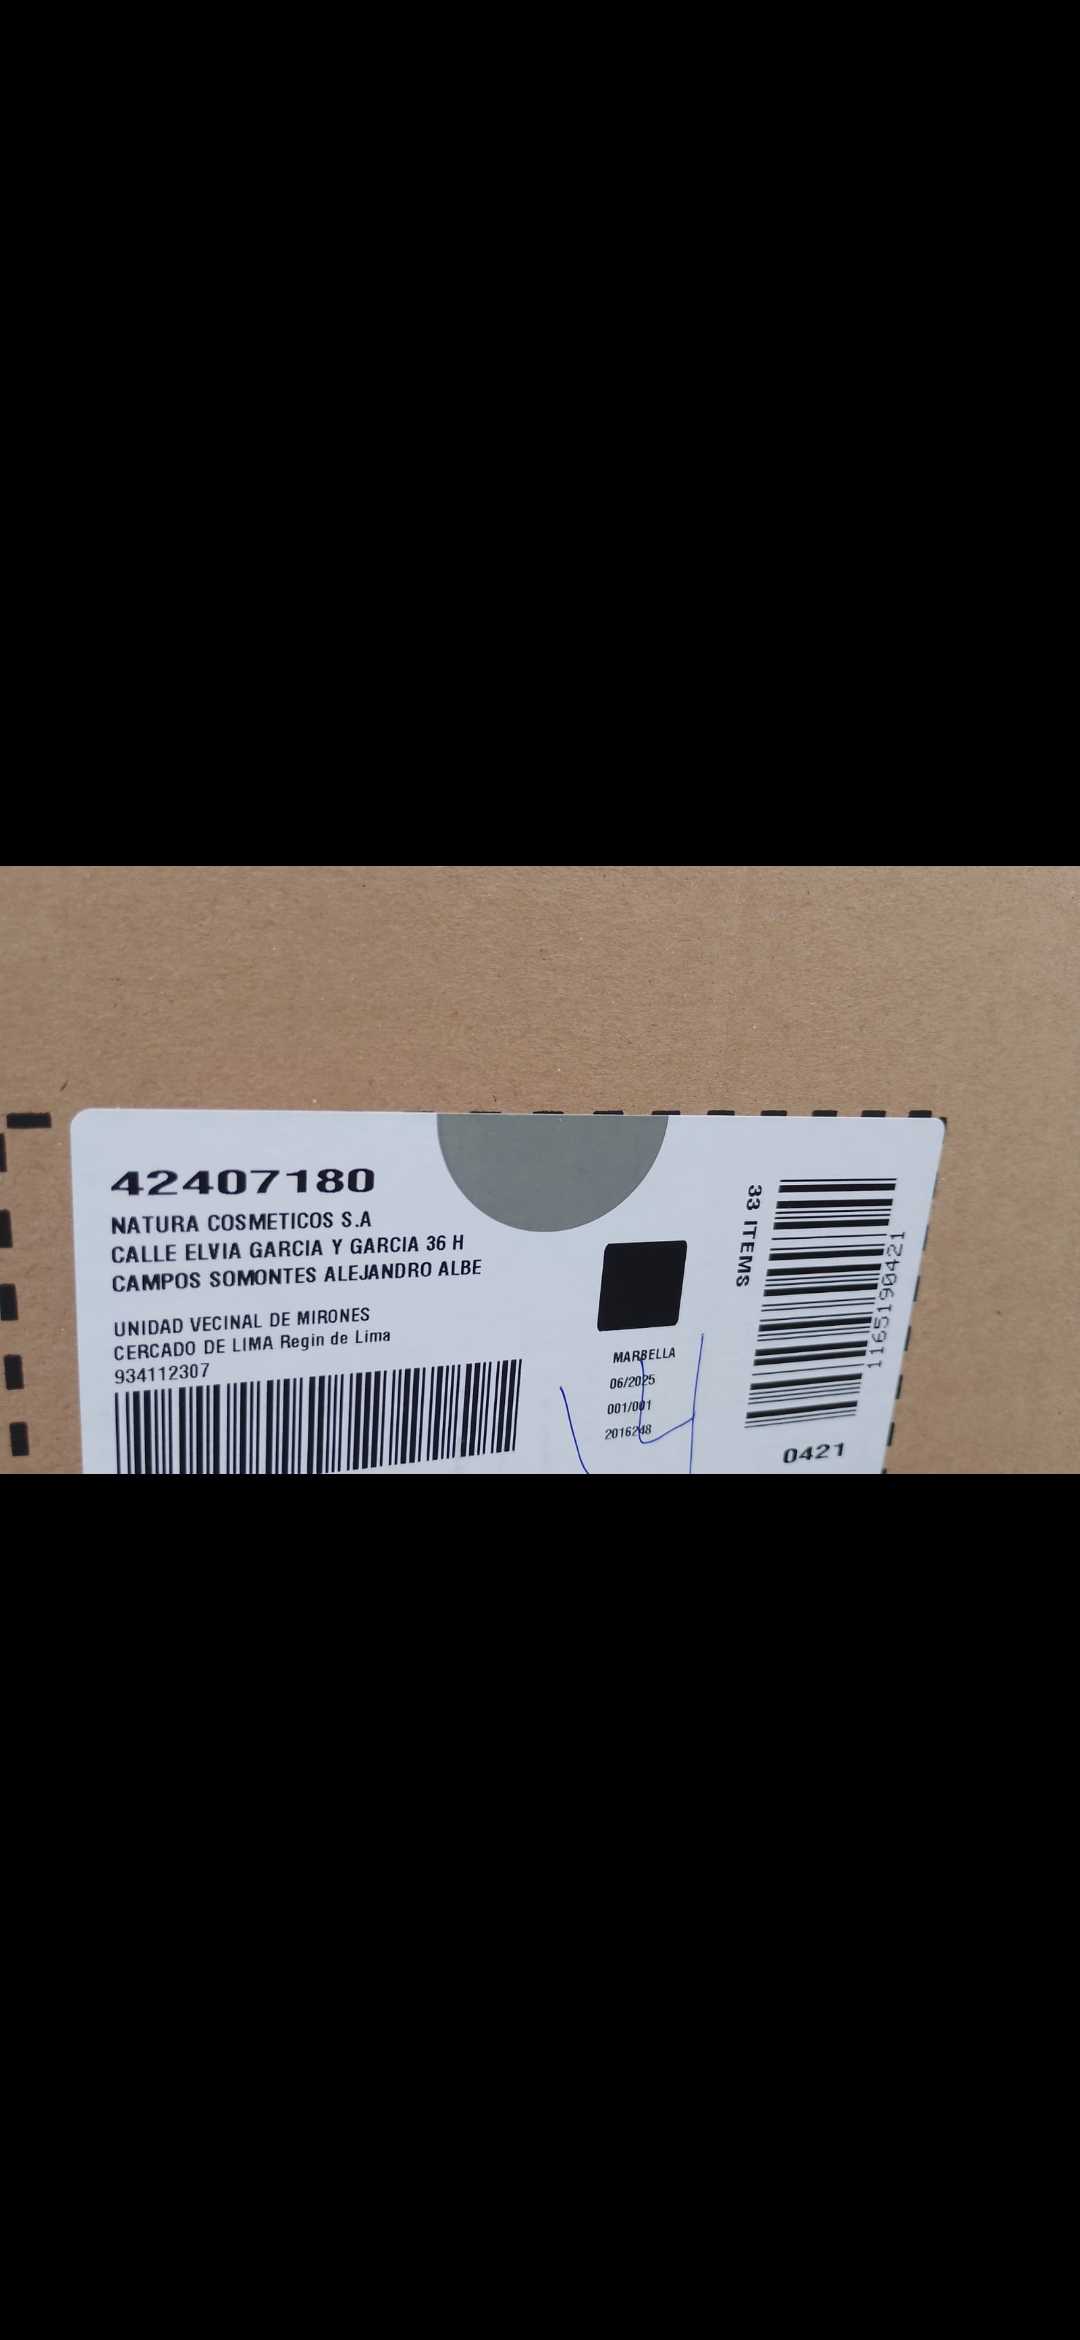 42407180
NATURA COSMETICOS S.A
CALLE ELVIA GARCIA Y GARCIA 36 H
CAMPOS SOMONTES ALEJANDRO ALBE
UNIDAD VECINAL DE MIRONES
CERCADO DE LIMA Regin de Lima
934112307
MARBELLA
06/2025
001/001
2016248
33 ITEMS
1165190421
0421